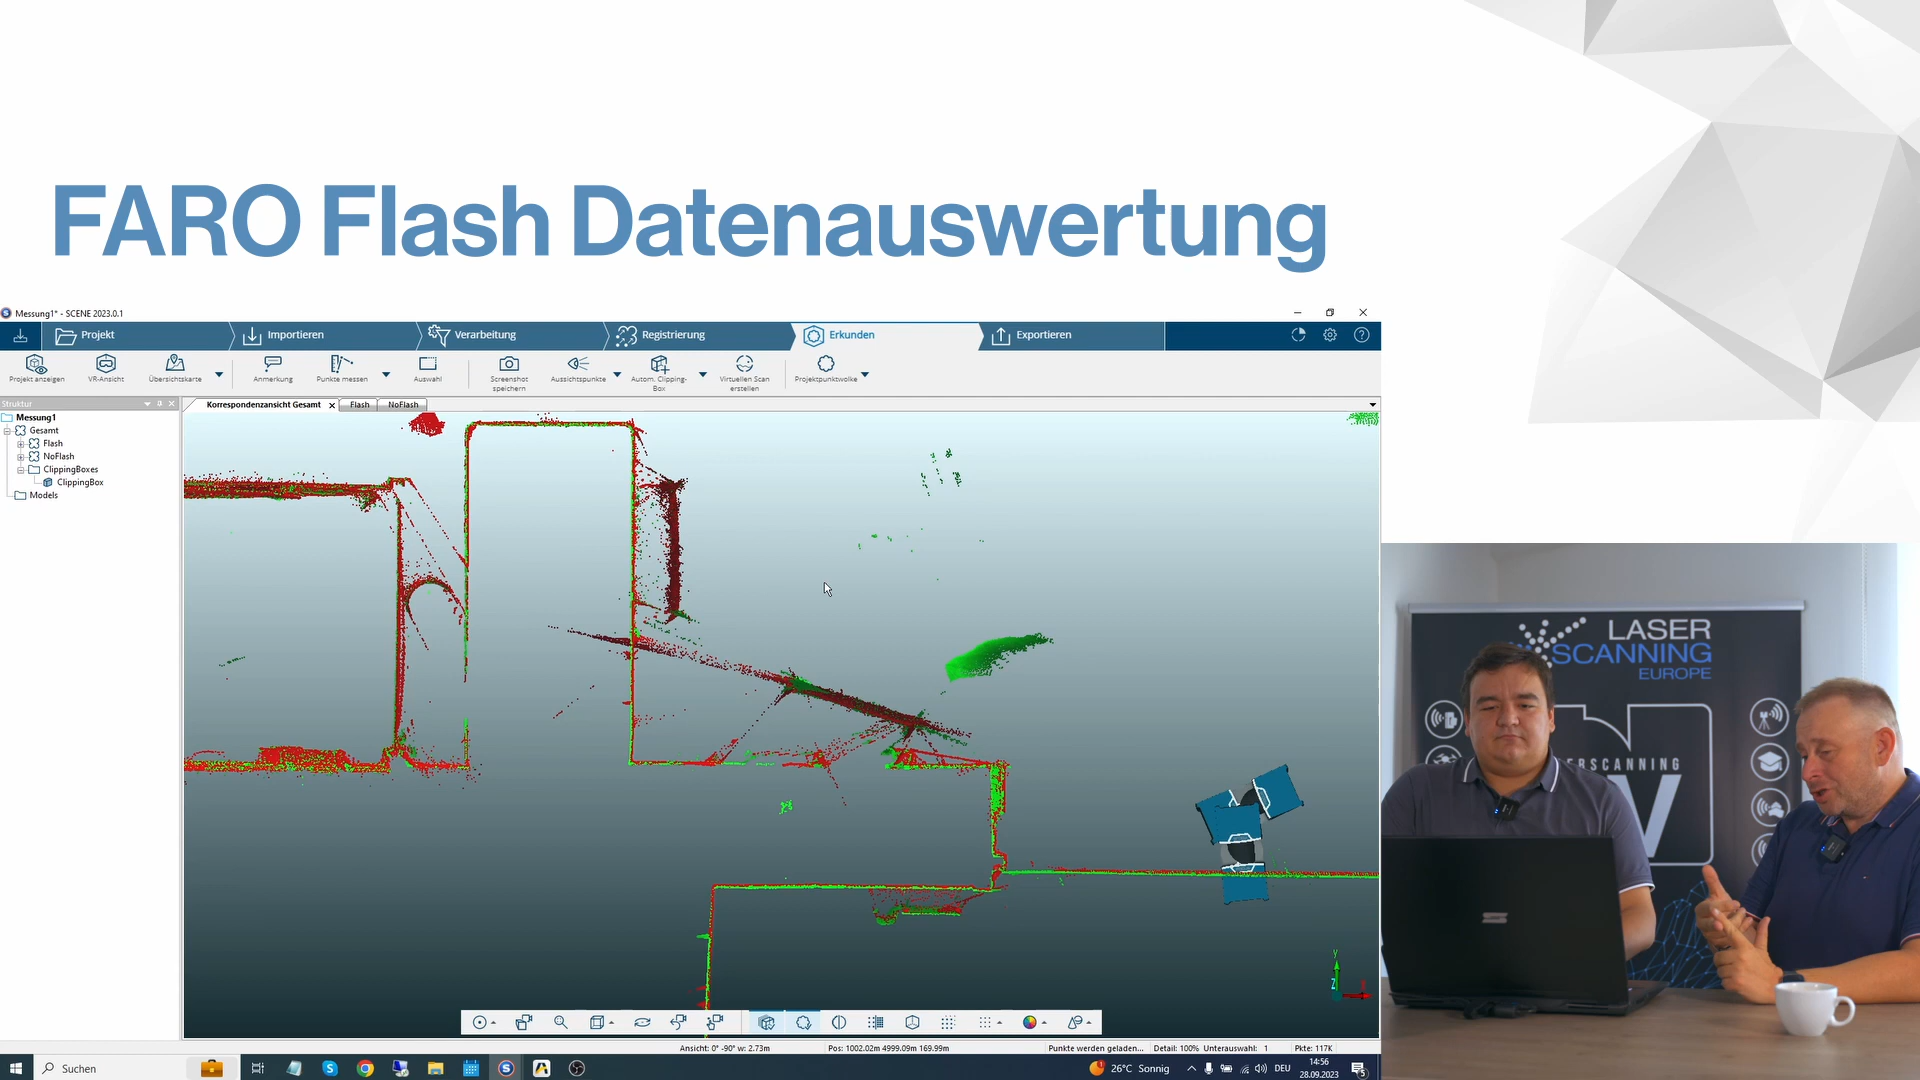 FARO Flash Datenauswertung
Messung1* - SCENE 2023.0.1
Projekt
Importieren
Verarbeitung
Registrierung
Erkunden
Exportieren
Projekt anzeigen
VR-Ansicht
Übersichtskarte
Anmerkung
Punkte messen
Auswahl
Screenshot speichern
Aussichtspunkte
Autom. Clipping-Box
Virtuellen Scan erstellen
Projektpunktwolke
Struktur
Korrespondenzansicht Gesamt
Flash
NoFlash
Messung1
Gesamt
Flash
NoFlash
ClippingBoxes
ClippingBox
Models
LASER
SCANNING
EUROPE
ERSCANNING
Y
Z
Ansicht: 0° -90° w: 2.73m
Pos: 1002.02m 4999.09m 169.99m
Punkte werden geladen...
Detail: 100%
Unterauswahl: 1
Pkte: 117K
Suchen
26°C Sonnig
DEU
14:56
28.09.2023